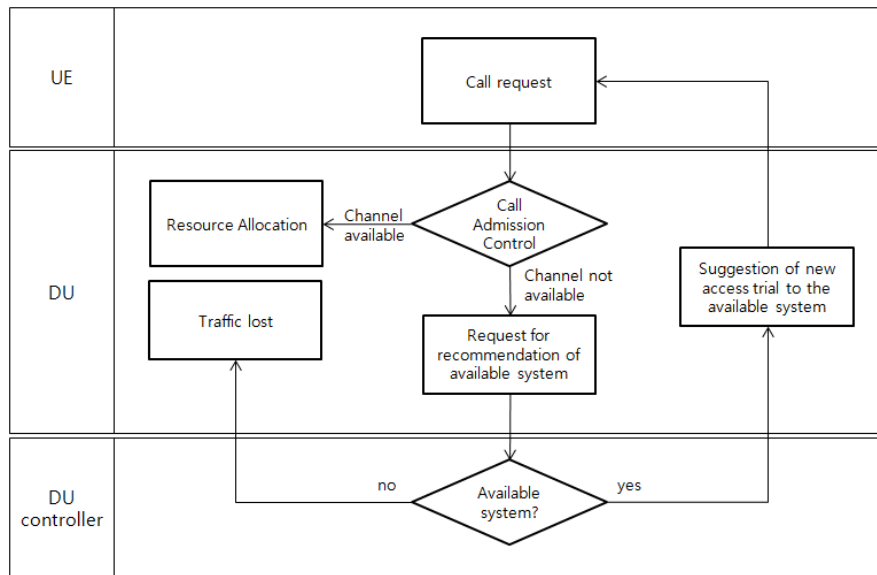 UE
Call request
DU
Resource Allocation
Channel
available
Call
Admission
Control
Channel not
available
Suggestion of new
access trial to the
available system
Traffic lost
Request for
recommendation of
available system
DU
controller
no
Available
system?
yes